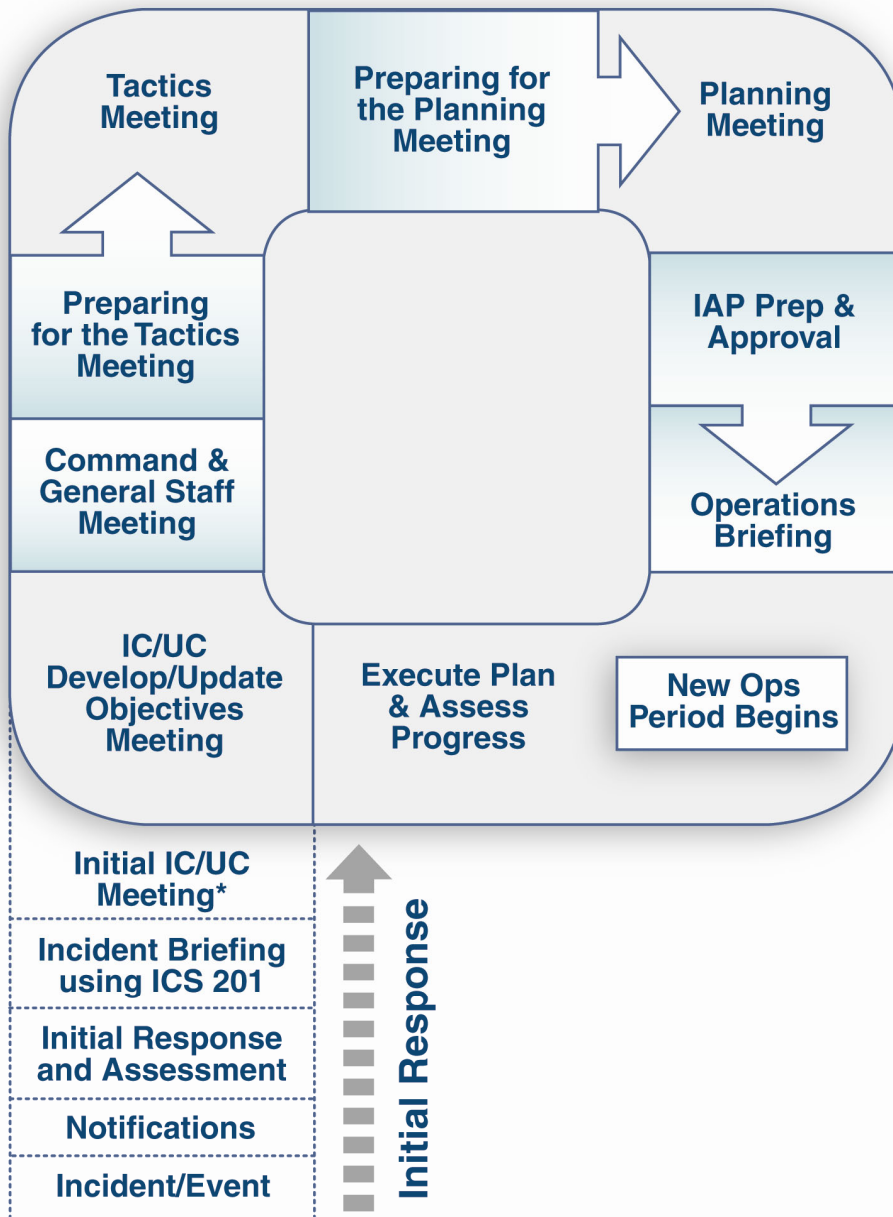 Tactics
Meeting
Preparing for
the Planning
Meeting
Planning
Meeting
Preparing
for the Tactics
Meeting
IAP Prep &
Approval
Command &
General Staff
Meeting
Operations
Briefing
IC/UC
Develop/Update
Objectives
Meeting
Execute Plan
& Assess
Progress
New Ops
Period Begins
Initial IC/UC
Meeting*
Incident Briefing
using ICS 201
Initial Response
and Assessment
Notifications
Incident/Event
Initial Response